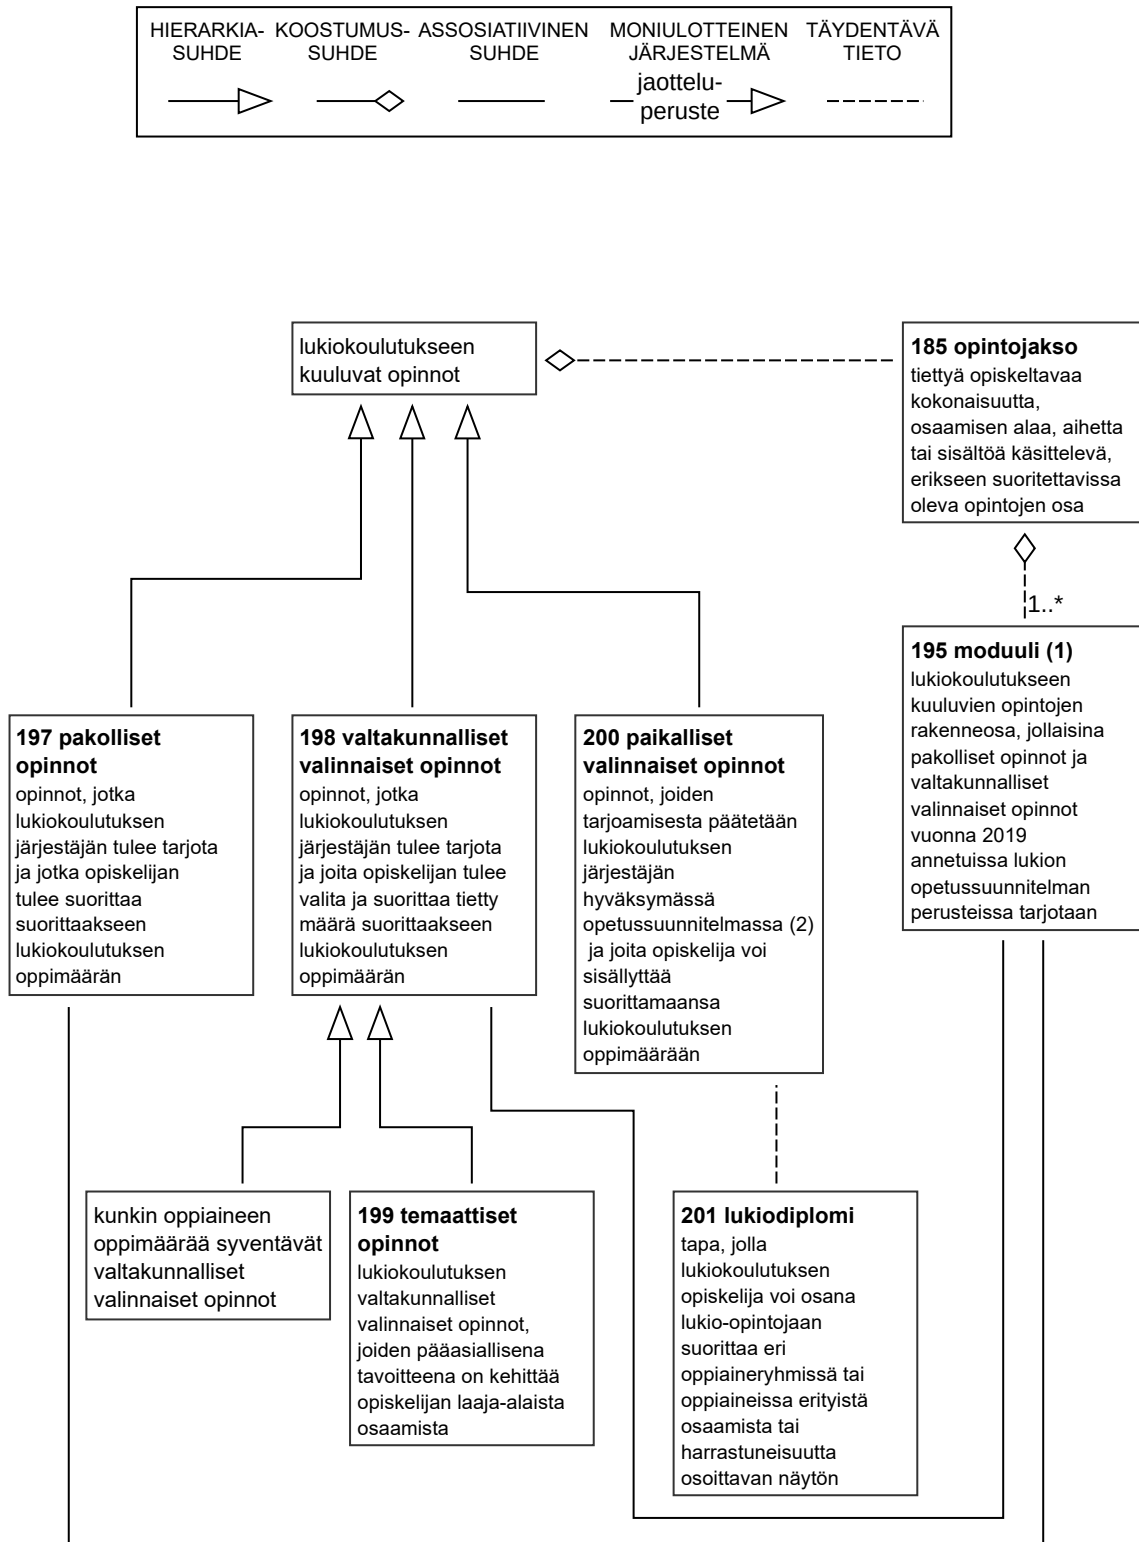 HIERARKIA-
SUHDE
KOOSTUMUS-
SUHDE
ASSOSIATIIVINEN
SUHDE
MONIULOTTEINEN
JÄRJESTELMÄ
jaottelu-
peruste
TÄYDENTÄVÄ
TIETO
lukiokoulutukseen
kuuluvat opinnot
185 opintojakso
tiettyä opiskeltavaa
kokonaisuutta,
osaamisen alaa, aihetta
tai sisältöä käsittelevä,
erikseen suoritettavissa
oleva opintojen osa
1..*
195 moduuli (1)
lukiokoulutukseen
kuuluvien opintojen
rakenneosa, jollaisina
pakolliset opinnot ja
valtakunnalliset
valinnaiset opinnot
vuonna 2019
annetuissa lukion
opetussuunnitelman
perusteissa tarjotaan
197 pakolliset
opinnot
opinnot, jotka
lukiokoulutuksen
järjestäjän tulee tarjota
ja jotka opiskelijan
tulee suorittaa
suorittaakseen
lukiokoulutuksen
oppimäärän
198 valtakunnalliset
valinnaiset opinnot
opinnot, jotka
lukiokoulutuksen
järjestäjän tulee tarjota
ja joita opiskelijan tulee
valita ja suorittaa tietty
määrä suorittaakseen
lukiokoulutuksen
oppimäärän
200 paikalliset
valinnaiset opinnot
opinnot, joiden
tarjoamisesta päätetään
lukiokoulutuksen
järjestäjän
hyväksymässä
opetussuunnitelmassa (2)
ja joita opiskelija voi
sisällyttää
suorittamaansa
lukiokoulutuksen
oppimäärään
kunkin oppiaineen
oppimäärää syventävät
valtakunnalliset
valinnaiset opinnot
199 temaattiset
opinnot
lukiokoulutuksen
valtakunnalliset
valinnaiset opinnot,
joiden pääasiallisena
tavoitteena on kehittää
opiskelijan laaja-alaista
osaamista
201 lukiodiplomi
tapa, jolla
lukiokoulutuksen
opiskelija voi osana
lukio-opintojaan
suorittaa eri
oppiaineryhmissä tai
oppiaineissa erityistä
osaamista tai
harrastuneisuutta
osoittavan näytön